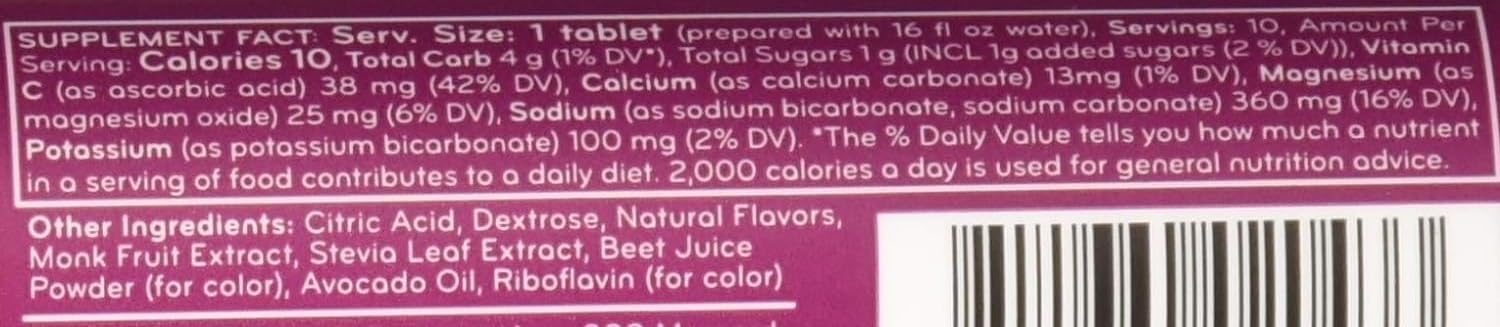 SUPPLEMENT FACT: Serv. Size: 1 tablet (prepared with 16 fl oz water), Servings: 10, Amount Per
Serving: Calories 10, Total Carb 4 g (1% DV*), Total Sugars 1 g (INCL 1g added sugars (2 % DV)), Vitamin
C (as ascorbic acid) 38 mg (42% DV), Calcium (as calcium carbonate) 13mg (1% DV), Magnesium (as
magnesium oxide) 25 mg (6% DV), Sodium (as sodium bicarbonate, sodium carbonate) 360 mg (16% DV),
Potassium (as potassium bicarbonate) 100 mg (2% DV). *The % Daily Value tells you how much a nutrient
in a serving of food contributes to a daily diet. 2,000 calories a day is used for general nutrition advice.
Other Ingredients: Citric Acid, Dextrose, Natural Flavors,
Monk Fruit Extract, Stevia Leaf Extract, Beet Juice
Powder (for color), Avocado Oil, Riboflavin (for color)